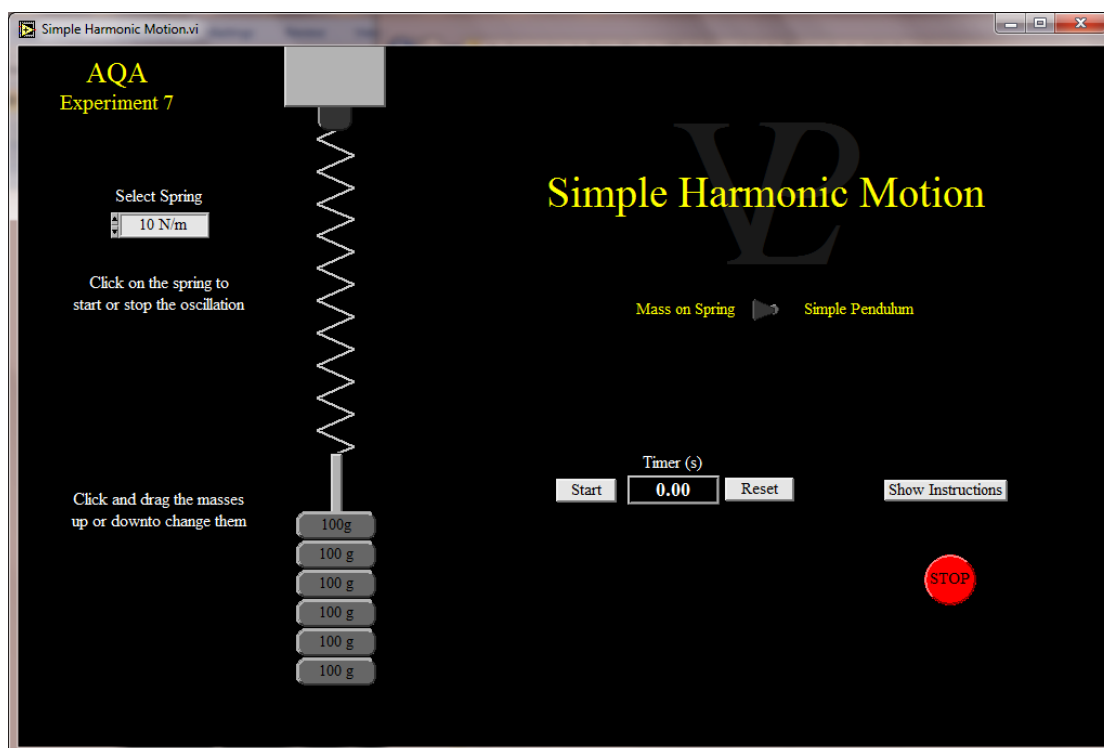 Simple Harmonic Motion.vi
AQA
Experiment 7
Select Spring
10 N/m
Click on the spring to
start or stop the oscillation
Click and drag the masses
up or downto change them
100g
100 g
100 g
100 g
100 g
100 g
VPL
Simple Harmonic Motion
Mass on Spring
Simple Pendulum
Timer (s)
Start
0.00
Reset
Show Instructions
STOP